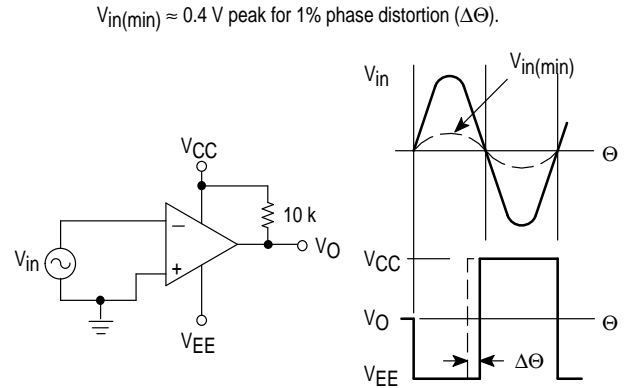 Vin(min) ≈ 0.4 V peak for 1% phase distortion (ΔΘ).
Vin
Vin(min)
Θ
VCC
10 k
−
+
VO
Vin
VEE
VCC
VO
Θ
VEE
ΔΘ